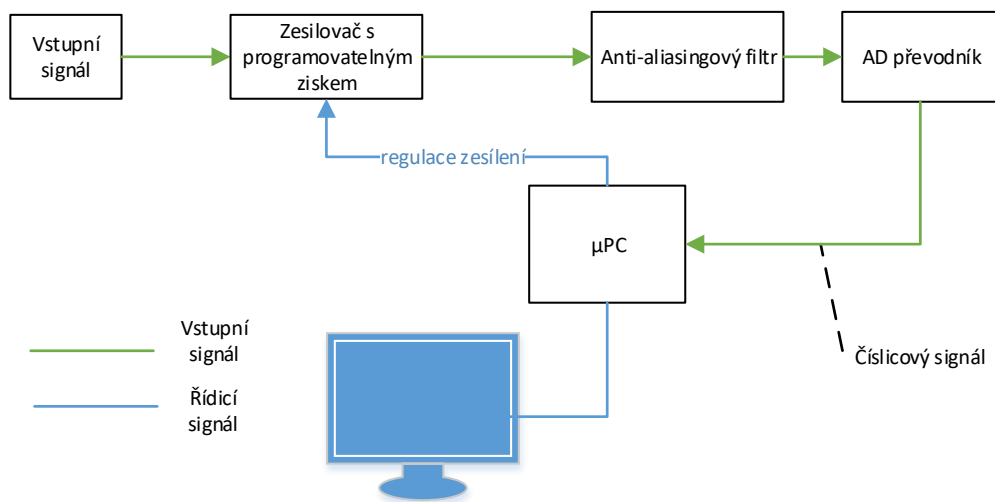 Vstupní
signál
Zesilovač s
programovatelným
ziskem
Anti-aliasingový filtr
AD převodník
regulace zesílení
µPC
Vstupní
signál
Číslicový signál
Řídicí
signál